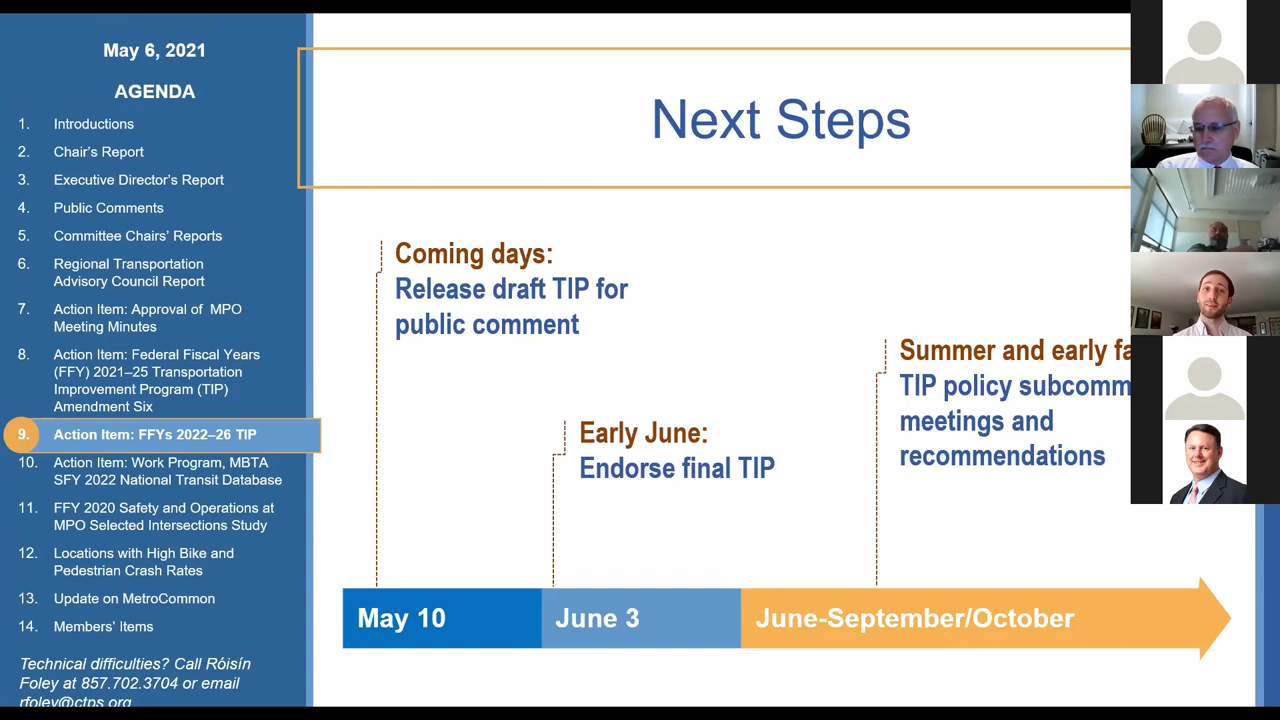 May 6, 2021
AGENDA
1. Introductions
2. Chair's Report
3. Executive Director's Report
4. Public Comments
5. Committee Chairs' Reports
6. Regional Transportation
Advisory Council Report
7. Action Item: Approval of MPO
Meeting Minutes
8. Action Item: Federal Fiscal Years
(FFY) 2021–25 Transportation
Improvement Program (TIP)
Amendment Six
9. Action Item: FFYs 2022–26 TIP
10. Action Item: Work Program, MBTA
SFY 2022 National Transit Database
11. FFY 2020 Safety and Operations at
MPO Selected Intersections Study
12. Locations with High Bike and
Pedestrian Crash Rates
13. Update on MetroCommon
14. Members' Items
Technical difficulties? Call Róisín
Foley at 857.702.3704 or email
rfoley@ctps.org
Next Steps
Coming days:
Release draft TIP for
public comment
Early June:
Endorse final TIP
Summer and early
TIP policy
meetings and
recommendations
May 10
June 3
June-September/October